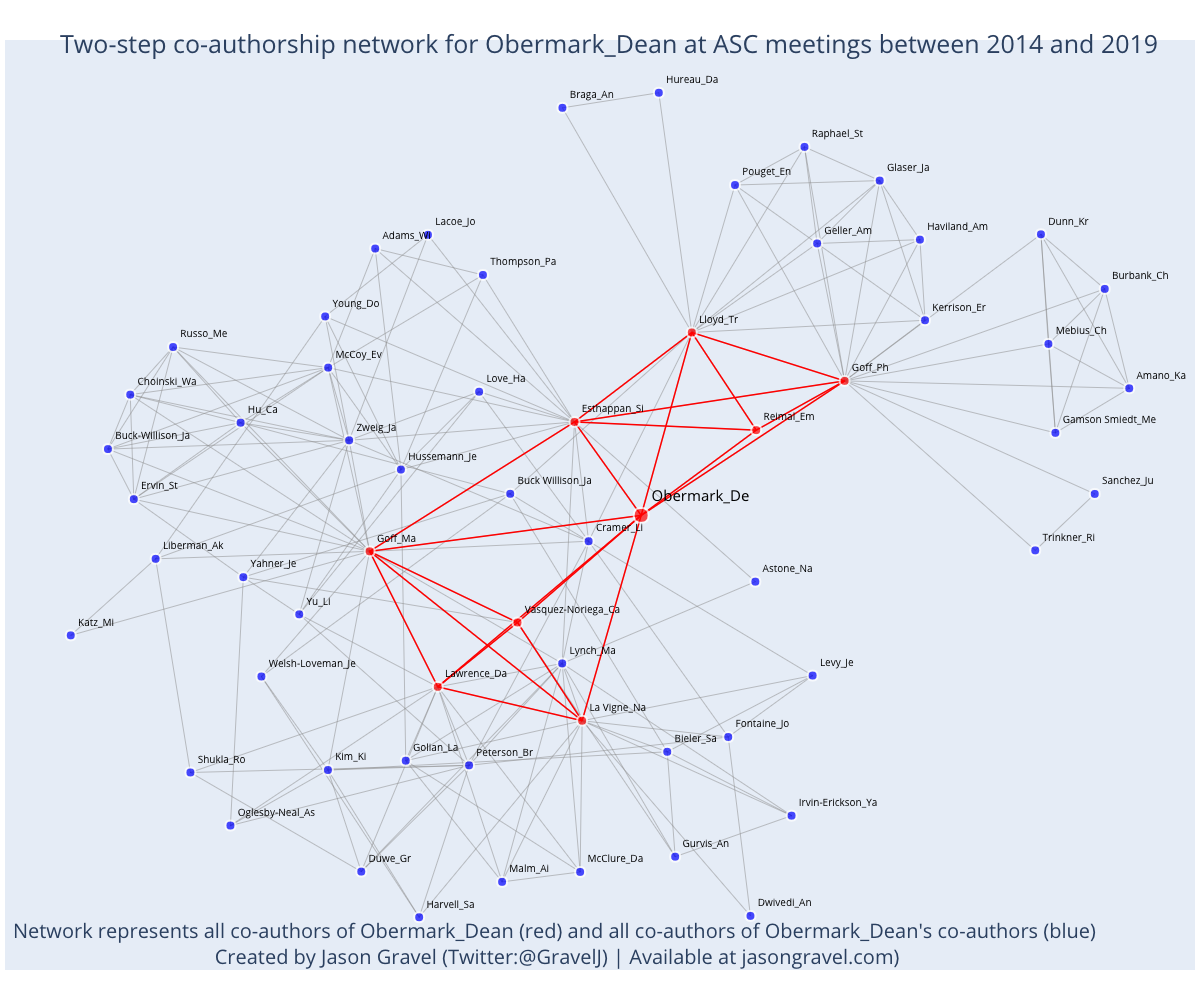 Two-step co-authorship network for Obermark_Dean at ASC meetings between 2014 and 2019
Hureau_Da
Braga_An
Raphael_St
Pouget_En
Glaser_Ja
Lacoe_Jo
Dunn_Kr
Haviland_Am
Geller_Am
Adams_Wi
Thompson_Pa
Burbank_Ch
Young_Do
Kerrison_Er
Lloyd_Tr
Russo_Me
Mebius_Ch
McCoy_Ev
Goff_Ph
Choinski_Wa
Love_Ha
Amano_Ka
Hu_Ca
Esthappan_Si
Reimal_Em
Gamson Smiedt_Me
Zweig_Ja
Buck-Willison_Ja
Hussemann_Je
Buck Willison_Ja
Sanchez_Ju
Ervin_St
Obermark_De
Cramer_Li
Goff_Ma
Trinkner_Ri
Liberman_Ak
Yahner_Je
Astone_Na
Yu_Li
Vasquez-Noriega_Ca
Katz_Mi
Lynch_Ma
Welsh-Loveman_Je
Levy_Je
Lawrence_Da
La Vigne_Na
Fontaine_Jo
Bieler_Sa
Golian_La
Peterson_Br
Kim_Ki
Shukla_Ro
Irvin-Erickson_Ya
Oglesby-Neal_As
Gurvis_An
Duwe_Gr
McClure_Da
Malm_Ai
Harvell_Sa
Dwivedi_An
Network represents all co-authors of Obermark_Dean (red) and all co-authors of Obermark_Dean's co-authors (blue)
Created by Jason Gravel (Twitter:@GravelJ) | Available at jasongravel.com)